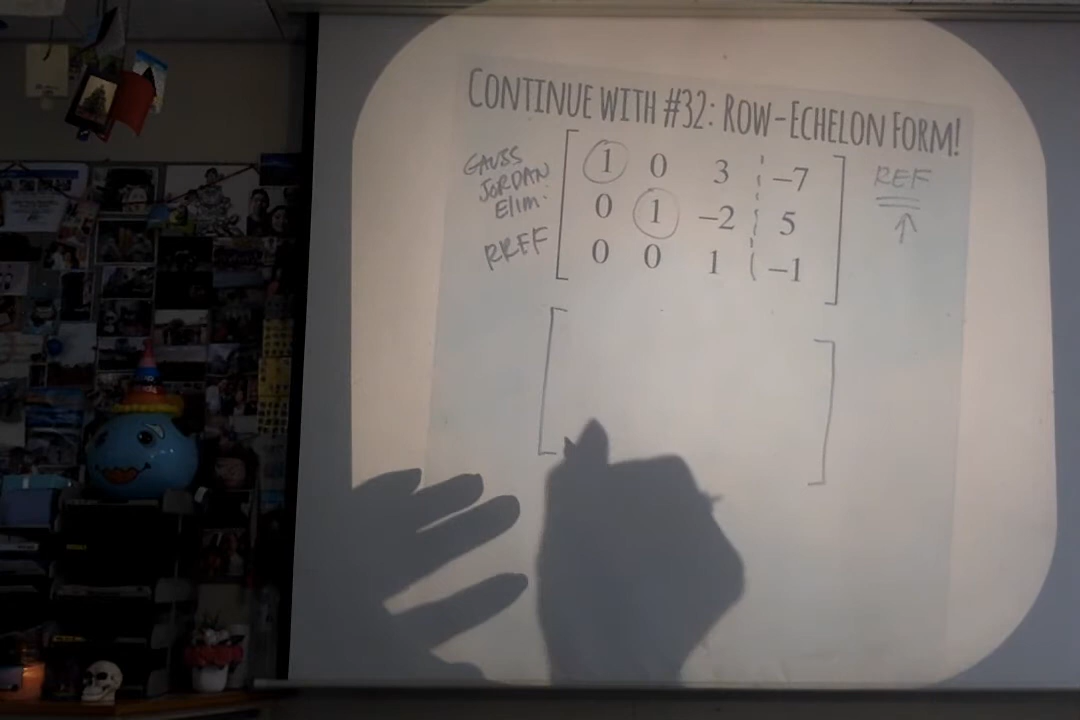 CONTINUE WITH #32: ROW-ECHELON FORM!
GAUSS
JORDAN
Elim.
RREF
1 0 3 -7
0 1 -2 5
0 0 1 -1
REF